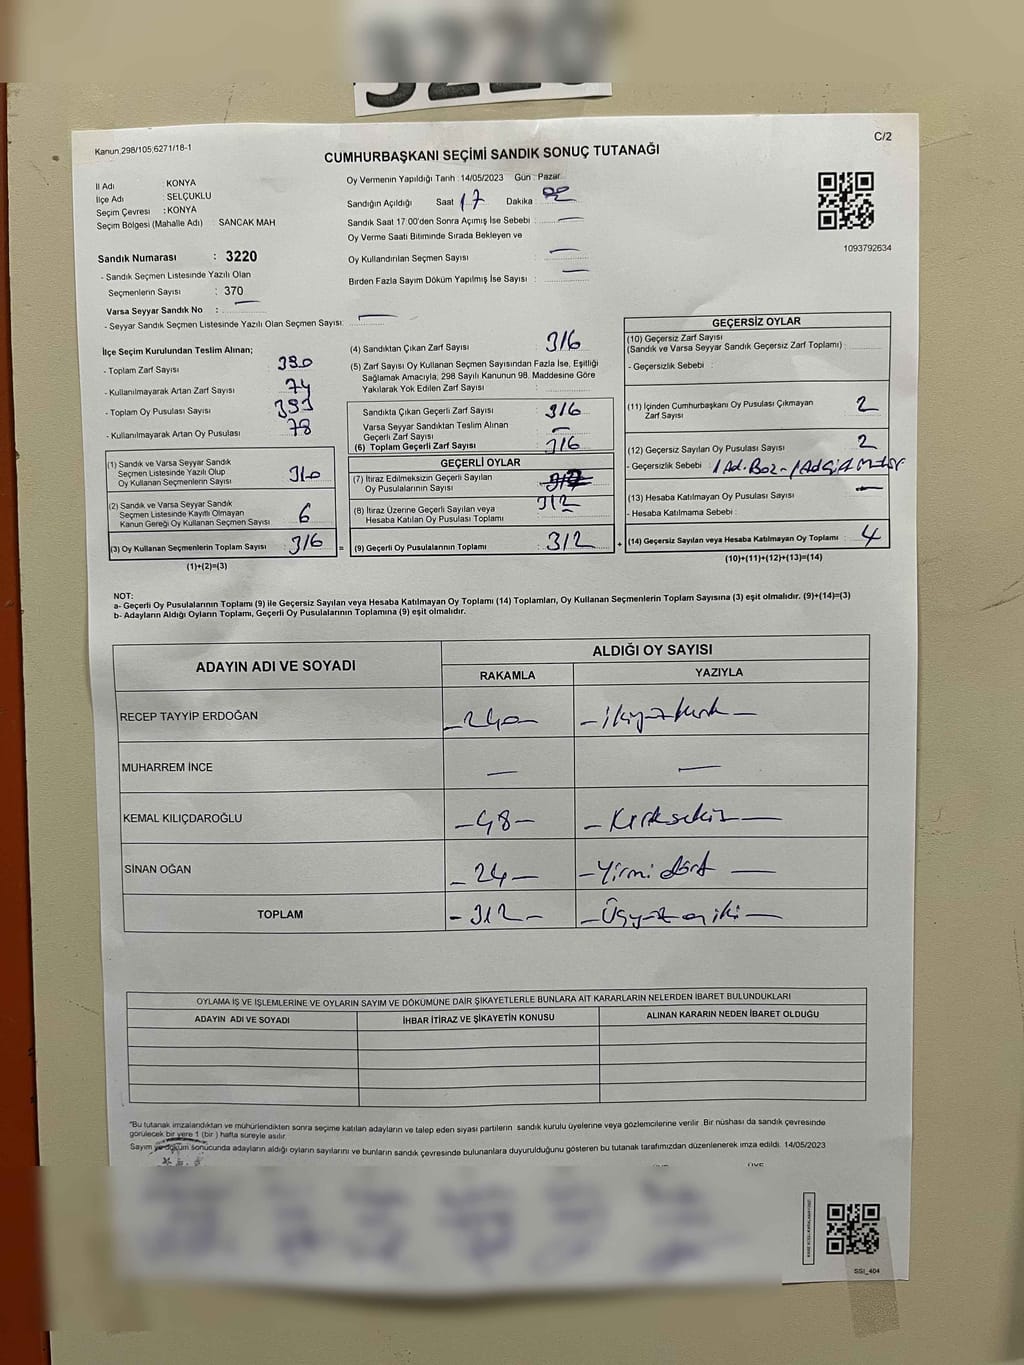 3220
Kanun.298/105;6271/18-1
C/2
CUMHURBAŞKANI SEÇİMİ SANDIK SONUÇ TUTANAĞI
İl Adı : KONYA
İlçe Adı : SELÇUKLU
Seçim Çevresi : KONYA
Seçim Bölgesi (Mahalle Adı) : SANCAK MAH
Sandık Numarası : 3220
- Sandık Seçmen Listesinde Yazılı Olan
Seçmenlerin Sayısı : 370
Varsa Seyyar Sandık No : —
- Seyyar Sandık Seçmen Listesinde Yazılı Olan Seçmen Sayısı: —
Oy Vermenin Yapıldığı Tarih : 14/05/2023 Gün : Pazar
Sandığın Açıldığı Saat 17 Dakika :
Sandık Saat 17:00'den Sonra Açımış İse Sebebi : —
Oy Verme Saati Bitiminde Sırada Bekleyen ve
Oy Kullandırılan Seçmen Sayısı : —
Birden Fazla Sayım Döküm Yapılmış İse Sayısı : —
1093792634
İlçe Seçim Kurulundan Teslim Alınan;
- Toplam Zarf Sayısı : 390
- Kullanılmayarak Artan Zarf Sayısı : 74
- Toplam Oy Pusulası Sayısı : 393
- Kullanılmayarak Artan Oy Pusulası : 78
(1) Sandık ve Varsa Seyyar Sandık
Seçmen Listesinde Yazılı Olup
Oy Kullanan Seçmenlerin Sayısı : 310
(2) Sandık ve Varsa Seyyar Sandık
Seçmen Listesinde Kayıtlı Olmayan
Kanun Gereği Oy Kullanan Seçmen Sayısı : 6
(3) Oy Kullanan Seçmenlerin Toplam Sayısı : 316
(1)+(2)=(3)
=
(4) Sandıktan Çıkan Zarf Sayısı : 316
(5) Zarf Sayısı Oy Kullanan Seçmen Sayısından Fazla İse, Eşitliği
Sağlamak Amacıyla, 298 Sayılı Kanunun 98. Maddesine Göre
Yakılarak Yok Edilen Zarf Sayısı :
Sandıkta Çıkan Geçerli Zarf Sayısı : 316
Varsa Seyyar Sandıktan Teslim Alınan
Geçerli Zarf Sayısı : —
(6) Toplam Geçerli Zarf Sayısı : 316
GEÇERLİ OYLAR
(7) İtiraz Edilmeksizin Geçerli Sayılan
Oy Pusulalarının Sayısı :
312
(8) İtiraz Üzerine Geçerli Sayılan veya
Hesaba Katılan Oy Pusulası Toplamı : —
(9) Geçerli Oy Pusulalarının Toplamı : 312
+
GEÇERSİZ OYLAR
(10) Geçersiz Zarf Sayısı
(Sandık ve Varsa Seyyar Sandık Geçersiz Zarf Toplamı) :
- Geçersizlik Sebebi :
(11) İçinden Cumhurbaşkanı Oy Pusulası Çıkmayan
Zarf Sayısı : 2
(12) Geçersiz Sayılan Oy Pusulası Sayısı : 2
- Geçersizlik Sebebi : 1 Ad. Boz -
(13) Hesaba Katılmayan Oy Pusulası Sayısı : —
- Hesaba Katılmama Sebebi :
(14) Geçersiz Sayılan veya Hesaba Katılmayan Oy Toplamı : 4
(10)+(11)+(12)+(13)=(14)
NOT:
a- Geçerli Oy Pusulalarının Toplamı (9) ile Geçersiz Sayılan veya Hesaba Katılmayan Oy Toplamı (14) Toplamları, Oy Kullanan Seçmenlerin Toplam Sayısına (3) eşit olmalıdır. (9)+(14)=(3)
b- Adayların Aldığı Oyların Toplamı, Geçerli Oy Pusulalarının Toplamına (9) eşit olmalıdır.
ADAYIN ADI VE SOYADI ALDIĞI OY SAYISI
RAKAMLA YAZIYLA
RECEP TAYYİP ERDOĞAN -240- -ikiyüzkırk-
MUHARREM İNCE — —
KEMAL KILIÇDAROĞLU -48- -Kırksekiz-
SİNAN OĞAN -24- -Yirmi dört-
TOPLAM -312- -Üçyüz oniki-
OYLAMA İŞ VE İŞLEMLERİNE VE OYLARIN SAYIM VE DÖKÜMÜNE DAİR ŞİKAYETLERLE BUNLARA AİT KARARLARIN NELERDEN İBARET BULUNDUKLARI
ADAYIN ADI VE SOYADI İHBAR İTİRAZ VE ŞİKAYETİN KONUSU ALINAN KARARIN NEDEN İBARET OLDUĞU
"Bu tutanak imzalandıktan ve mühürlendikten sonra seçime katılan adayların ve talep eden siyasi partilerin sandık kurulu üyelerine veya gözlemcilerine verilir. Bir nüshası da sandık çevresinde
görülecek bir yere 1 (bir) hafta süreyle asılır.
Sayım ve döküm sonucunda adayların aldığı oyların sayılarını ve bunların sandık çevresinde bulunanlara duyurulduğunu gösteren bu tutanak tarafımızdan düzenlenerek imza edildi. 14/05/2023
SSI_404